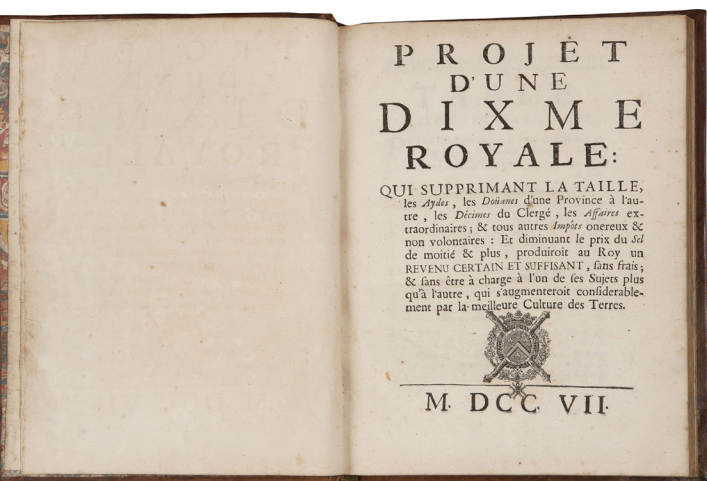 PROJET
D'UNE
DIXME
ROYALE:
QUI SUPPRIMANT LA TAILLE,
les Aydes, les Doüanes d'une Province à l'au-
tre, les Décimes du Clergé, les Affaires ex-
traordinaires; & tous autres Impôts onereux &
non volontaires: Et diminuant le prix du Sel
de moitié & plus, produiroit au Roy un
REVENU CERTAIN ET SUFFISANT, ſans frais;
& ſans être à charge à l'un de ſes Sujets plus
qu'à l'autre, qui s'augmenteroit conſiderable-
ment par la meilleure Culture des Terres.
M. DCC. VII.